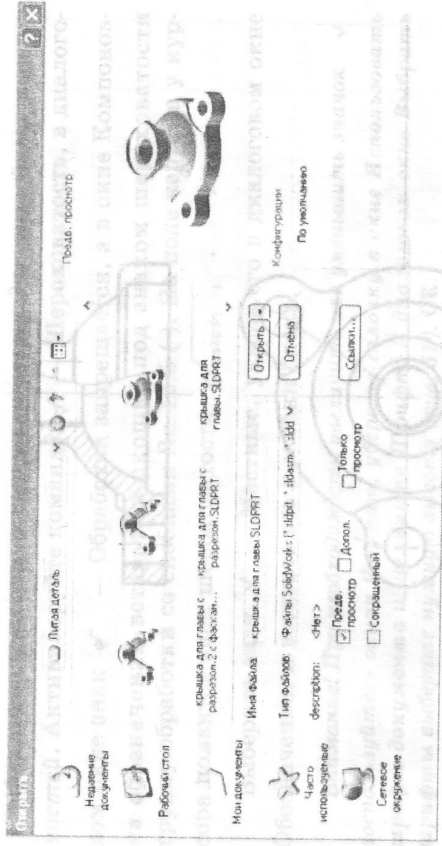 Открыть
Литая деталь
Предв. просмотр
Недавние
документы
Рабочий стол
Мои документы
Часто
используемые
Сетевое
окружение
крышка для главы с
разрезом-2 с фаскам...
крышка для главы с
разрезом.SLDPRT
крышка для
главы.SLDPRT
Имя файла: крышка для главы.SLDPRT
Открыть
Тип файлов: Файлы SolidWorks (*.sldprt, *.sldasm, *.sldd
Отмена
description: <Нет>
Предв.
просмотр
Допол.
Только
просмотр
Ссылки...
Сокращенный
Конфигурации
По умолчанию